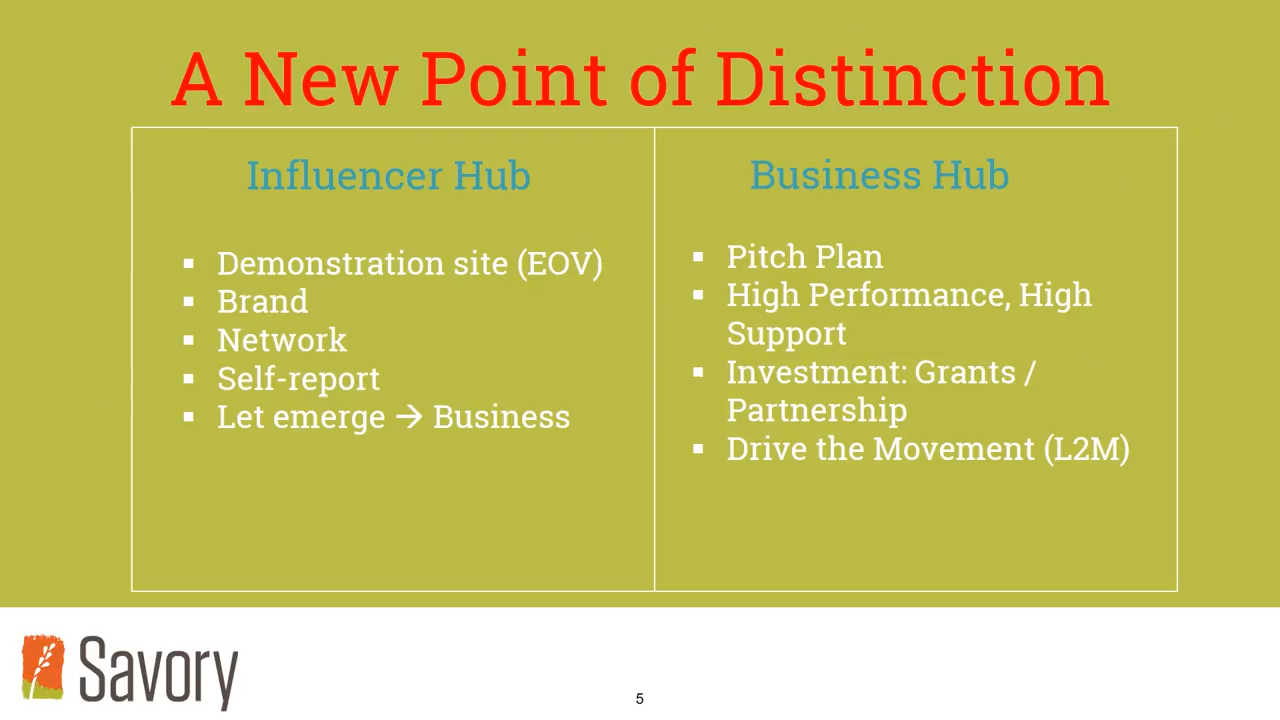 A New Point of Distinction
Influencer Hub
▪ Demonstration site (EOV)
▪ Brand
▪ Network
▪ Self-report
▪ Let emerge → Business
Business Hub
▪ Pitch Plan
▪ High Performance, High
Support
▪ Investment: Grants /
Partnership
▪ Drive the Movement (L2M)
Savory
5